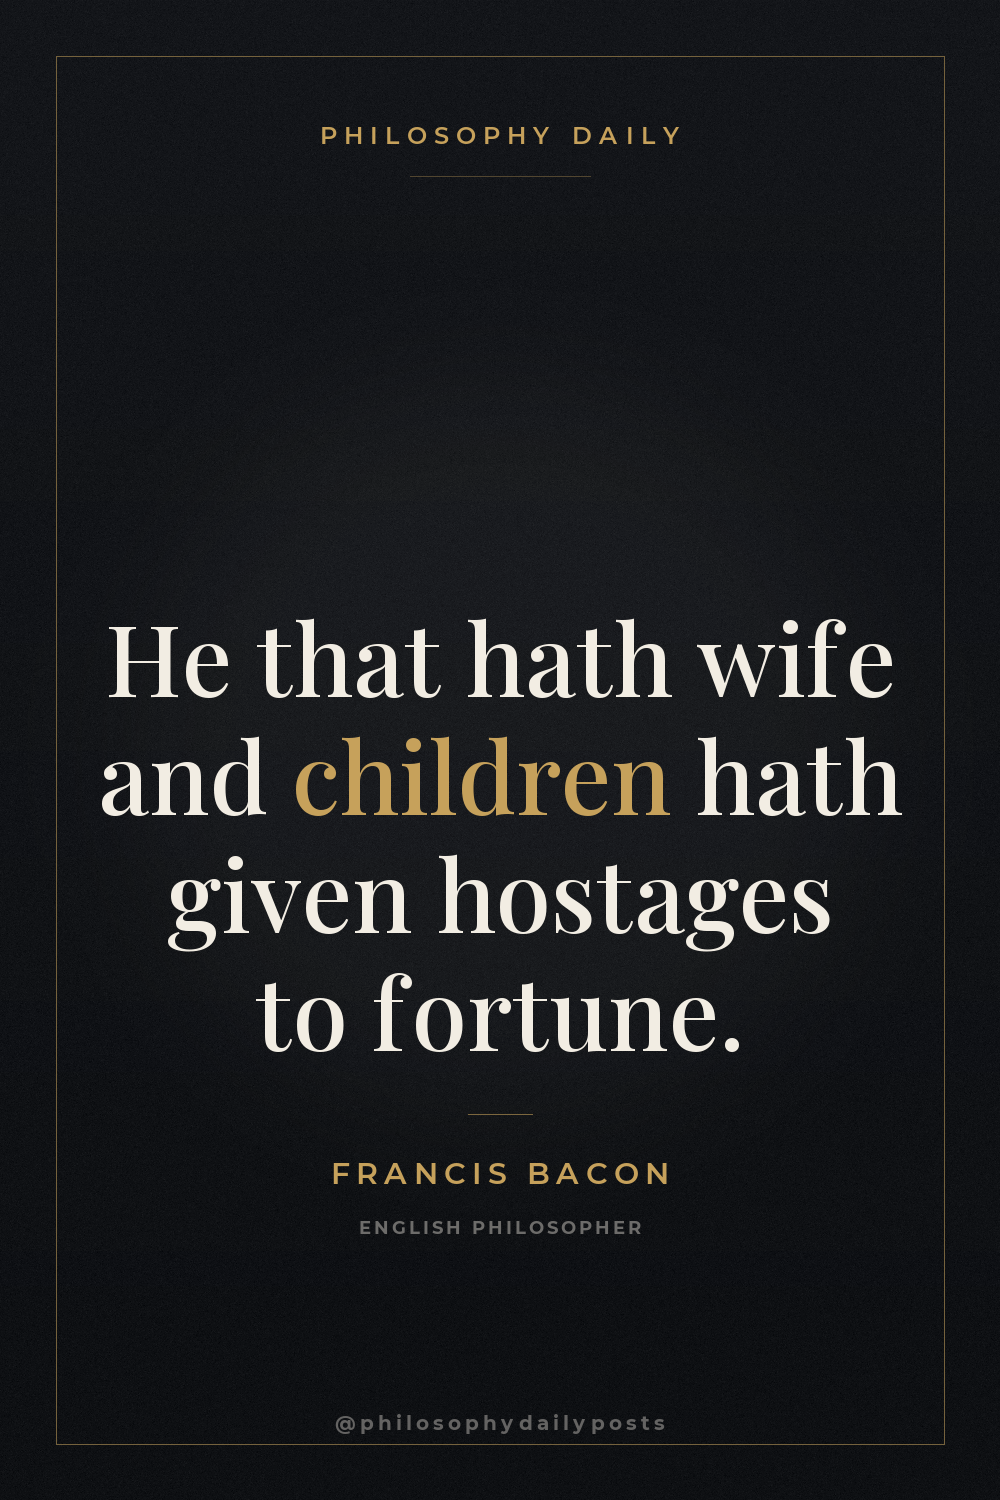 PHILOSOPHY DAILY
He that hath wife
and children hath
given hostages
to fortune.
FRANCIS BACON
ENGLISH PHILOSOPHER
@philosophydailyposts